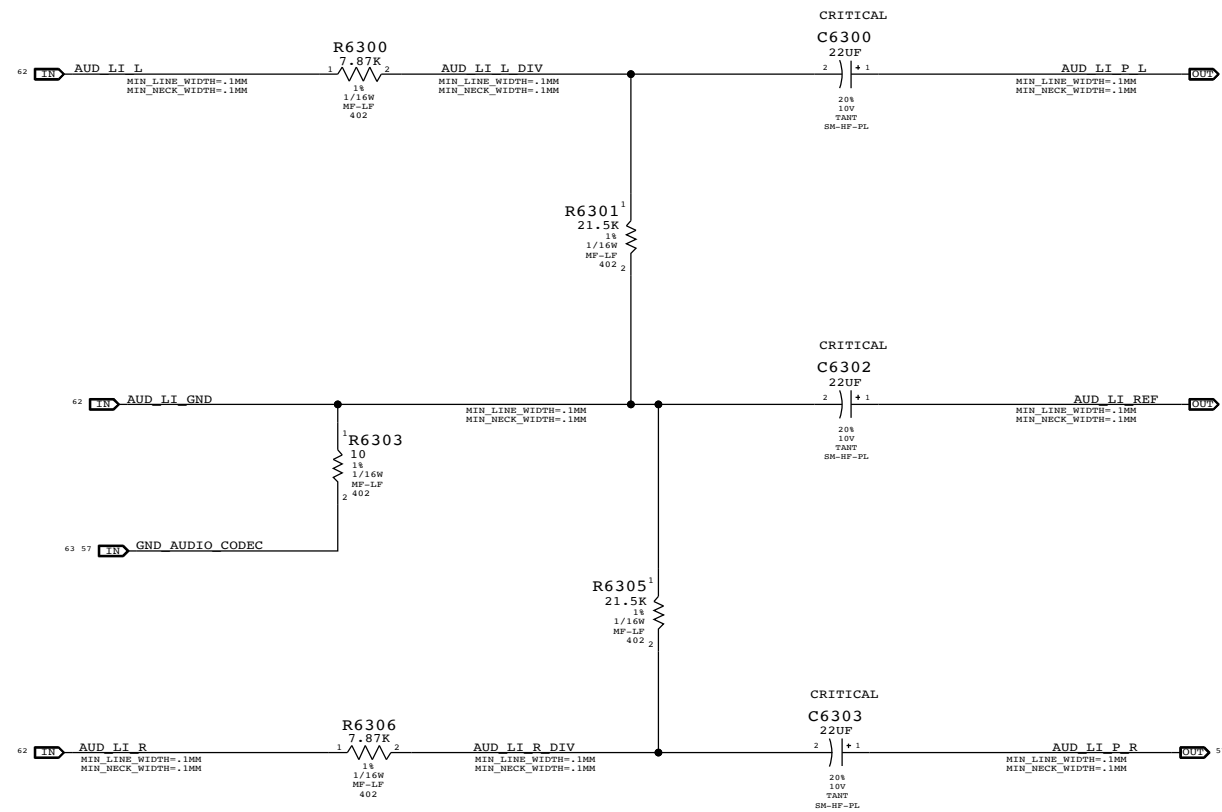 CRITICAL
C6300
22UF
2 + 1
20%
10V
TANT
SM-HF-PL
R6300
7.87K
1 2
1%
1/16W
MF-LF
402
62 IN AUD_LI_L
MIN_LINE_WIDTH=.1MM
MIN_NECK_WIDTH=.1MM
AUD_LI_L_DIV
MIN_LINE_WIDTH=.1MM
MIN_NECK_WIDTH=.1MM
AUD_LI_P_L OUT
MIN_LINE_WIDTH=.1MM
MIN_NECK_WIDTH=.1MM
R6301 1
21.5K
1%
1/16W
MF-LF
402 2
CRITICAL
C6302
22UF
2 + 1
20%
10V
TANT
SM-HF-PL
62 IN AUD_LI_GND
MIN_LINE_WIDTH=.1MM
MIN_NECK_WIDTH=.1MM
AUD_LI_REF OUT
MIN_LINE_WIDTH=.1MM
MIN_NECK_WIDTH=.1MM
1 R6303
10
1%
1/16W
MF-LF
2 402
63 57 IN GND_AUDIO_CODEC
R6305 1
21.5K
1%
1/16W
MF-LF
402 2
CRITICAL
C6303
22UF
2 + 1
20%
10V
TANT
SM-HF-PL
R6306
7.87K
1 2
1%
1/16W
MF-LF
402
62 IN AUD_LI_R
MIN_LINE_WIDTH=.1MM
MIN_NECK_WIDTH=.1MM
AUD_LI_R_DIV
MIN_LINE_WIDTH=.1MM
MIN_NECK_WIDTH=.1MM
AUD_LI_P_R OUT 5
MIN_LINE_WIDTH=.1MM
MIN_NECK_WIDTH=.1MM